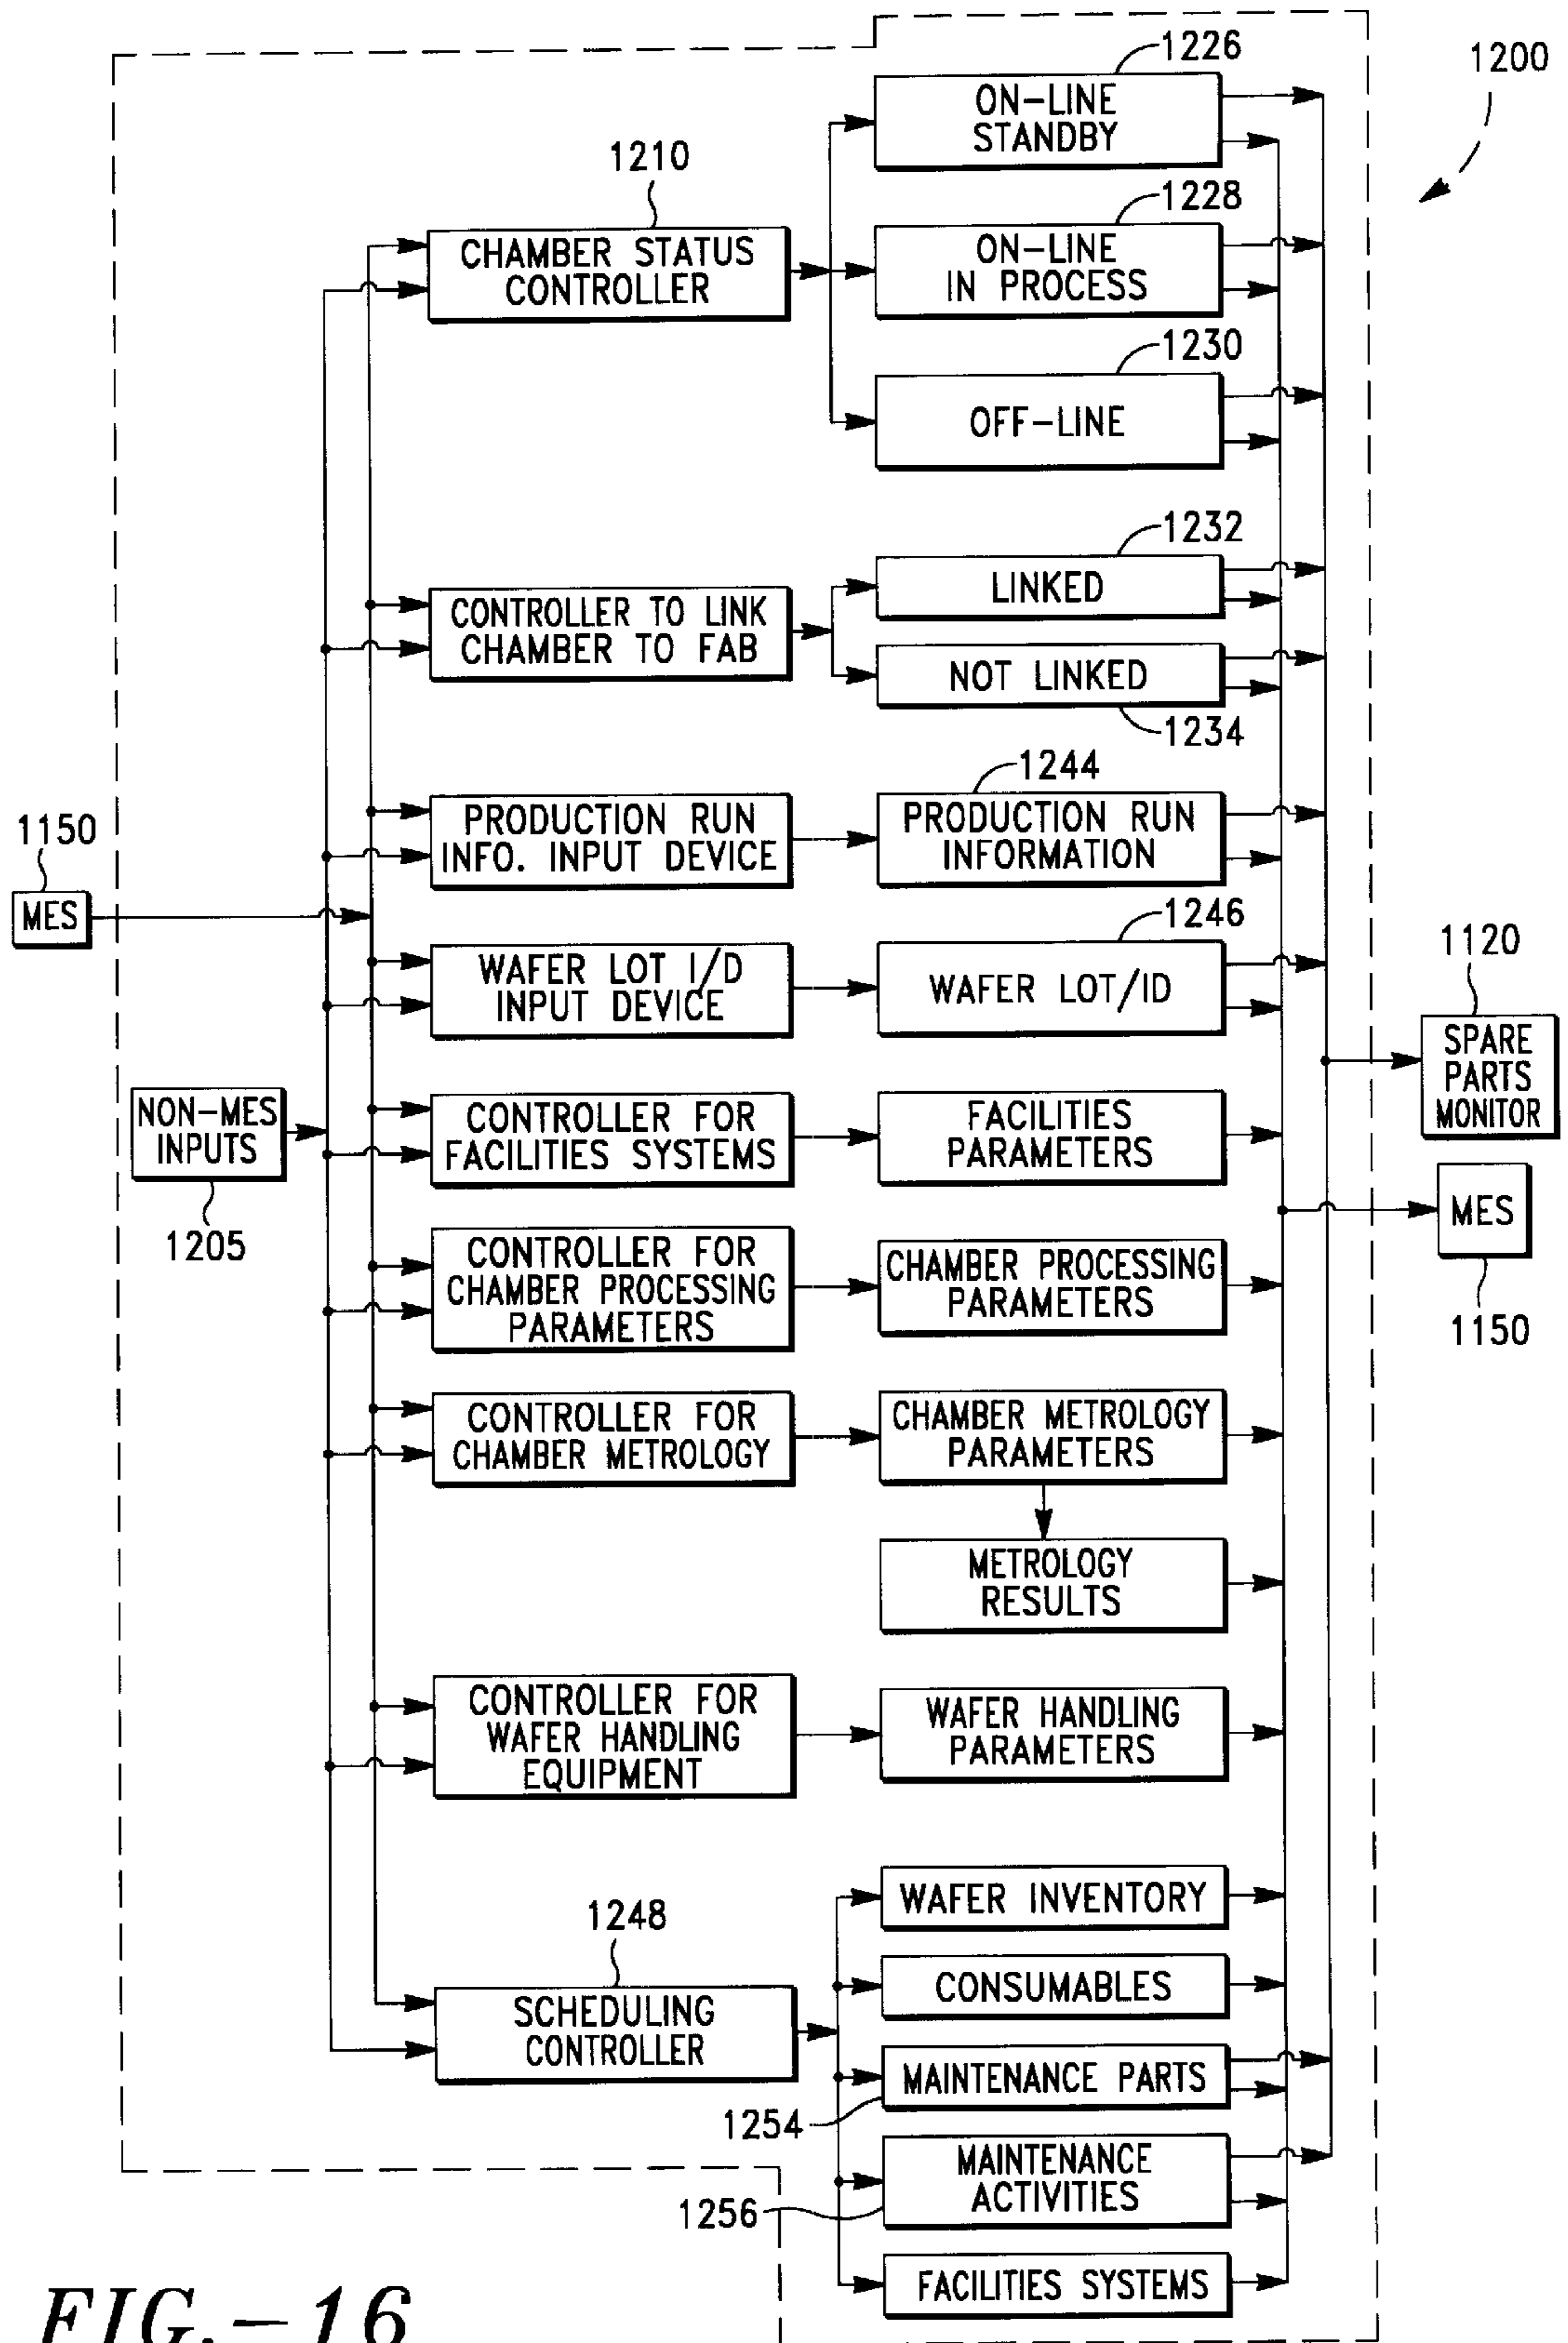 1226
1200
ON-LINE
STANDBY
1210
1228
CHAMBER STATUS
CONTROLLER
ON-LINE
IN PROCESS
1230
OFF-LINE
1232
CONTROLLER TO LINK
CHAMBER TO FAB
LINKED
NOT LINKED
1234
1244
1150
MES
PRODUCTION RUN
INFO. INPUT DEVICE
PRODUCTION RUN
INFORMATION
1246
WAFER LOT I/D
INPUT DEVICE
WAFER LOT/ID
1120
SPARE
PARTS
MONITOR
NON-MES
INPUTS
1205
CONTROLLER FOR
FACILITIES SYSTEMS
FACILITIES
PARAMETERS
MES
1150
CONTROLLER FOR
CHAMBER PROCESSING
PARAMETERS
CHAMBER PROCESSING
PARAMETERS
CONTROLLER FOR
CHAMBER METROLOGY
CHAMBER METROLOGY
PARAMETERS
METROLOGY
RESULTS
CONTROLLER FOR
WAFER HANDLING
EQUIPMENT
WAFER HANDLING
PARAMETERS
1248
SCHEDULING
CONTROLLER
WAFER INVENTORY
CONSUMABLES
MAINTENANCE PARTS
1254
MAINTENANCE
ACTIVITIES
1256
FACILITIES SYSTEMS
FIG.-16